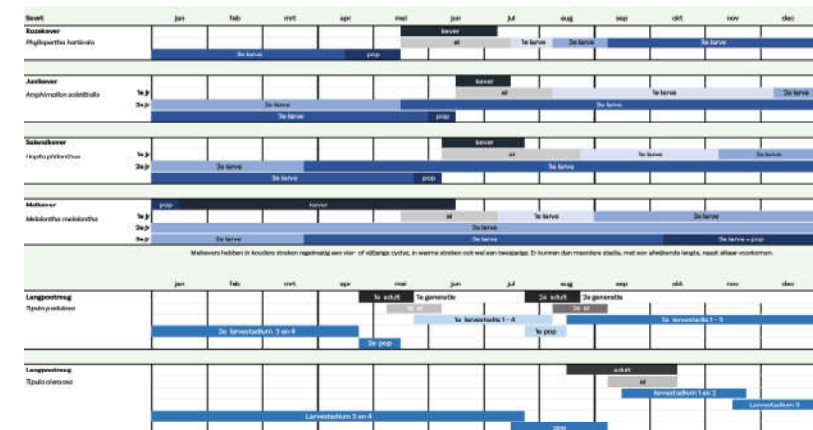 Soort jan feb mrt apr mei jun jul aug sep okt nov dec
Rozekever kever
Phyllopertha horticola ei 1e larve 2e larve 3e larve
3e larve pop
Junikever kever
Amphimallon solstitialis 1e jr ei 1e larve 2e larve
2e jr 2e larve 3e larve
3e larve pop
Salandkever kever
Hoplia philanthus 1e jr ei 1e larve 2e larve
2e jr 2e larve 3e larve
3e larve pop
Meikever pop kever
Melolontha melolontha 1e jr ei 1e larve 2e larve
2e jr 2e larve
3e jr 2e larve 3e larve 3e larve + pop
Meikevers hebben in koudere streken regelmatig een vier- of vijfjarige cyclus, in warme streken ook wel een tweejarige. Er kunnen dan meerdere stadia, met een afwijkende lengte, naast elkaar voorkomen.
jan feb mrt apr mei jun jul aug sep okt nov dec
Langpootmug 1e adult 1e generatie 2e adult 2e generatie
Tipula paludosa 1e ei 2e ei
1e larvestadia 1 - 4 2e larvestadia 1 - 3
2e larvestadium 3 en 4 1e pop
2e pop
Langpootmug adult
Tipula oleracea ei
larvestadium 1 en 2
Larvestadium 3
Larvestadium 3 en 4
pop